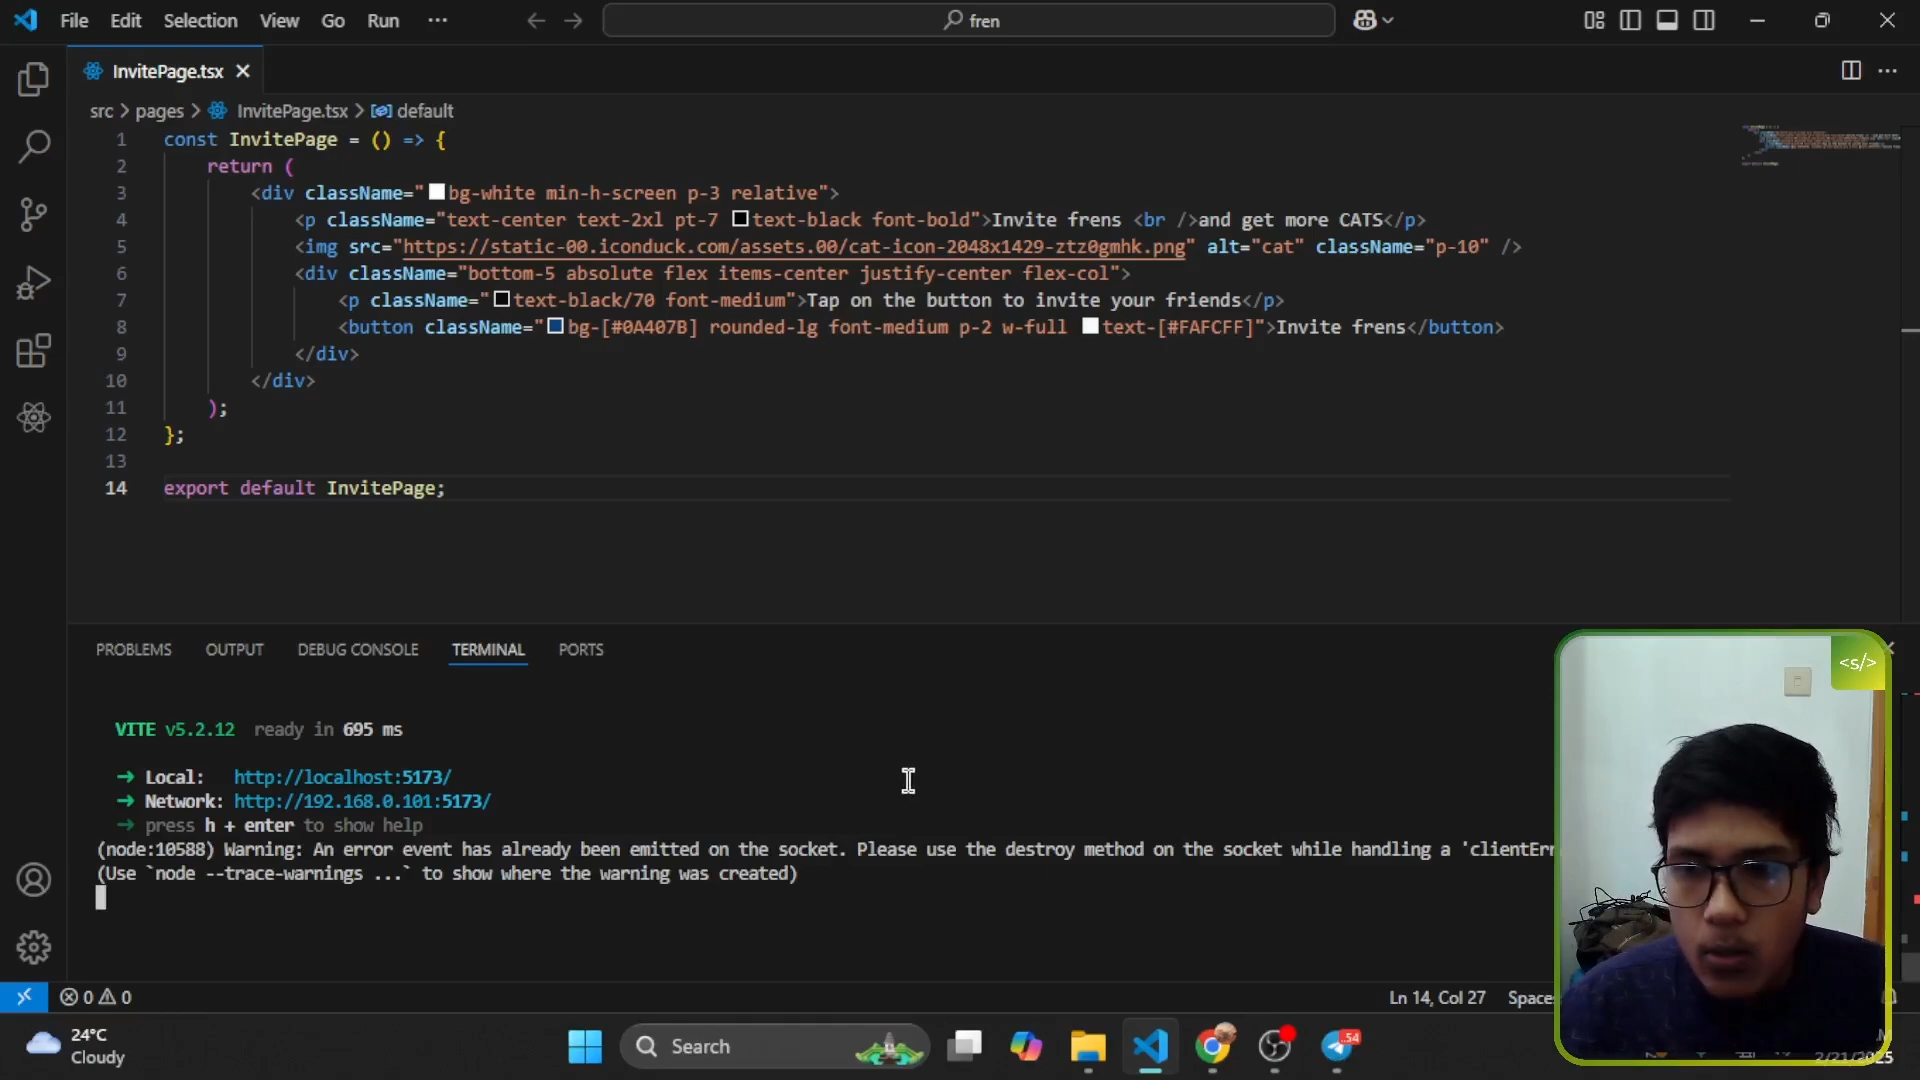 File Edit Selection View Go Run ···
fren
InvitePage.tsx
src > pages > InvitePage.tsx > default
1 const InvitePage = () => {
2 return (
3 <div className="bg-white min-h-screen p-3 relative">
4 <p className="text-center text-2xl pt-7 text-black font-bold">Invite frens <br />and get more CATS</p>
5 <img src="https://static-00.iconduck.com/assets.00/cat-icon-2048x1429-ztz0gmhk.png" alt="cat" className="p-10" />
6 <div className="bottom-5 absolute flex items-center justify-center flex-col">
7 <p className="text-black/70 font-medium">Tap on the button to invite your friends</p>
8 <button className="bg-[#0A407B] rounded-lg font-medium p-2 w-full text-[#FAFCFF]">Invite frens</button>
9 </div>
10 </div>
11 );
12 };
13
14 export default InvitePage;
PROBLEMS OUTPUT DEBUG CONSOLE TERMINAL PORTS
<s/>
VITE v5.2.12 ready in 695 ms
➜ Local: http://localhost:5173/
➜ Network: http://192.168.0.101:5173/
➜ press h + enter to show help
(node:10588) Warning: An error event has already been emitted on the socket. Please use the destroy method on the socket while handling a 'clientErr
(Use `node --trace-warnings ...` to show where the warning was created)
0 0
Ln 14, Col 27 Space
24°C
Cloudy
Search
54